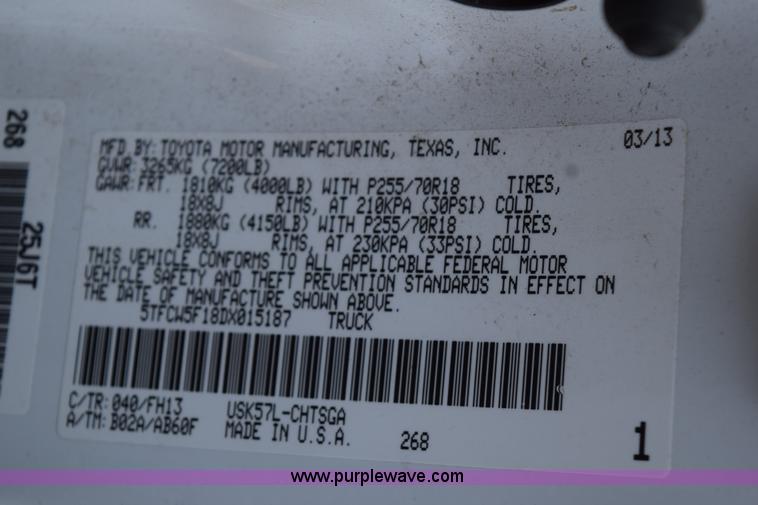 MFD. BY: TOYOTA MOTOR MANUFACTURING, TEXAS, INC. 03/13
GVWR: 3265KG (7200LB)
GAWR: FRT. 1810KG (4000LB) WITH P255/70R18 TIRES,
18X8J RIMS, AT 210KPA (30PSI) COLD.
RR. 1880KG (4150LB) WITH P255/70R18 TIRES,
18X8J RIMS, AT 230KPA (33PSI) COLD.
THIS VEHICLE CONFORMS TO ALL APPLICABLE FEDERAL MOTOR
VEHICLE SAFETY AND THEFT PREVENTION STANDARDS IN EFFECT ON
THE DATE OF MANUFACTURE SHOWN ABOVE.
5TFCW5F18DX015187 TRUCK
C/TR: 040/FH13 USK57L-CHTSGA
A/TM: B02A/AB60F MADE IN U.S.A. 268 1
268
25J6T
www.purplewave.com